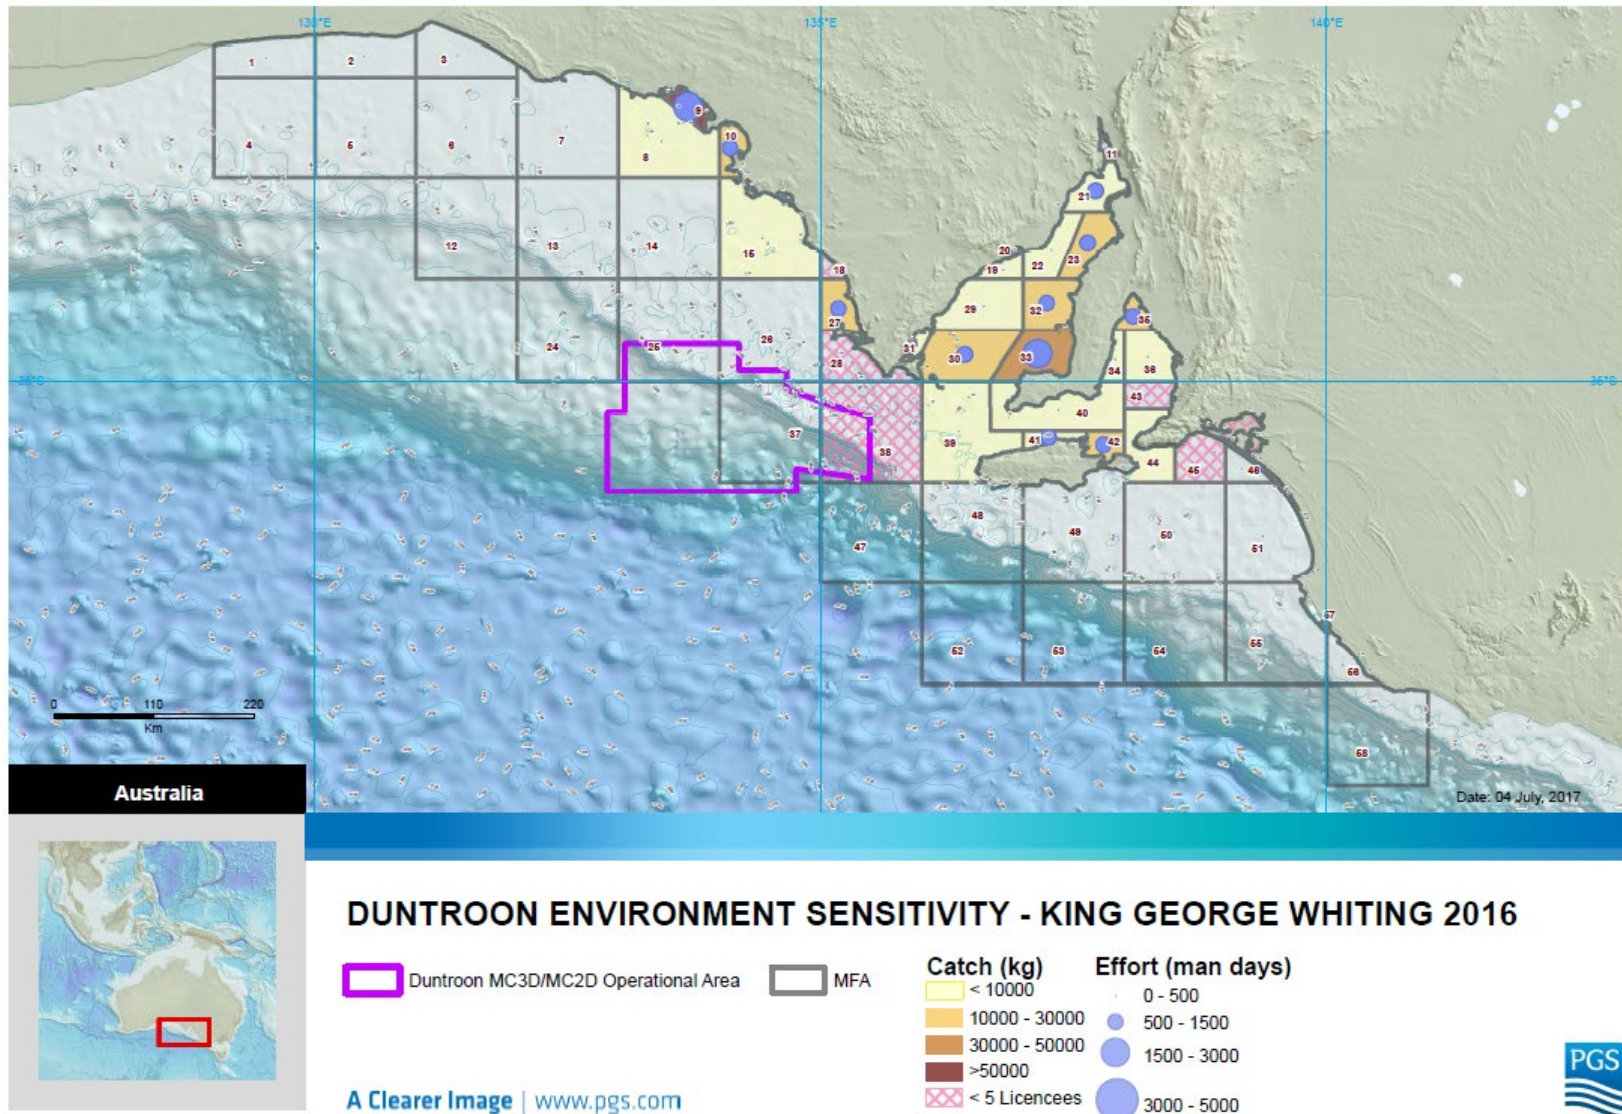 130°E 135°E 140°E
1 2 3
4 5 6 7 8 9 10 11
12 13 14 15 18 19 20 21 22 23
24 25 26 27 28 29 30 31 32 33 34 35 36
35°S 35°S
37 38 39 40 41 42 43 44 45 46
47 48 49 50 51
52 53 54 55 56 57
58
0 110 220
Km
Date: 04 July, 2017
Australia
DUNTROON ENVIRONMENT SENSITIVITY - KING GEORGE WHITING 2016
Duntroon MC3D/MC2D Operational Area
MFA
Catch (kg)
< 10000
10000 - 30000
30000 - 50000
>50000
< 5 Licencees
Effort (man days)
0 - 500
500 - 1500
1500 - 3000
3000 - 5000
A Clearer Image | www.pgs.com
PGS